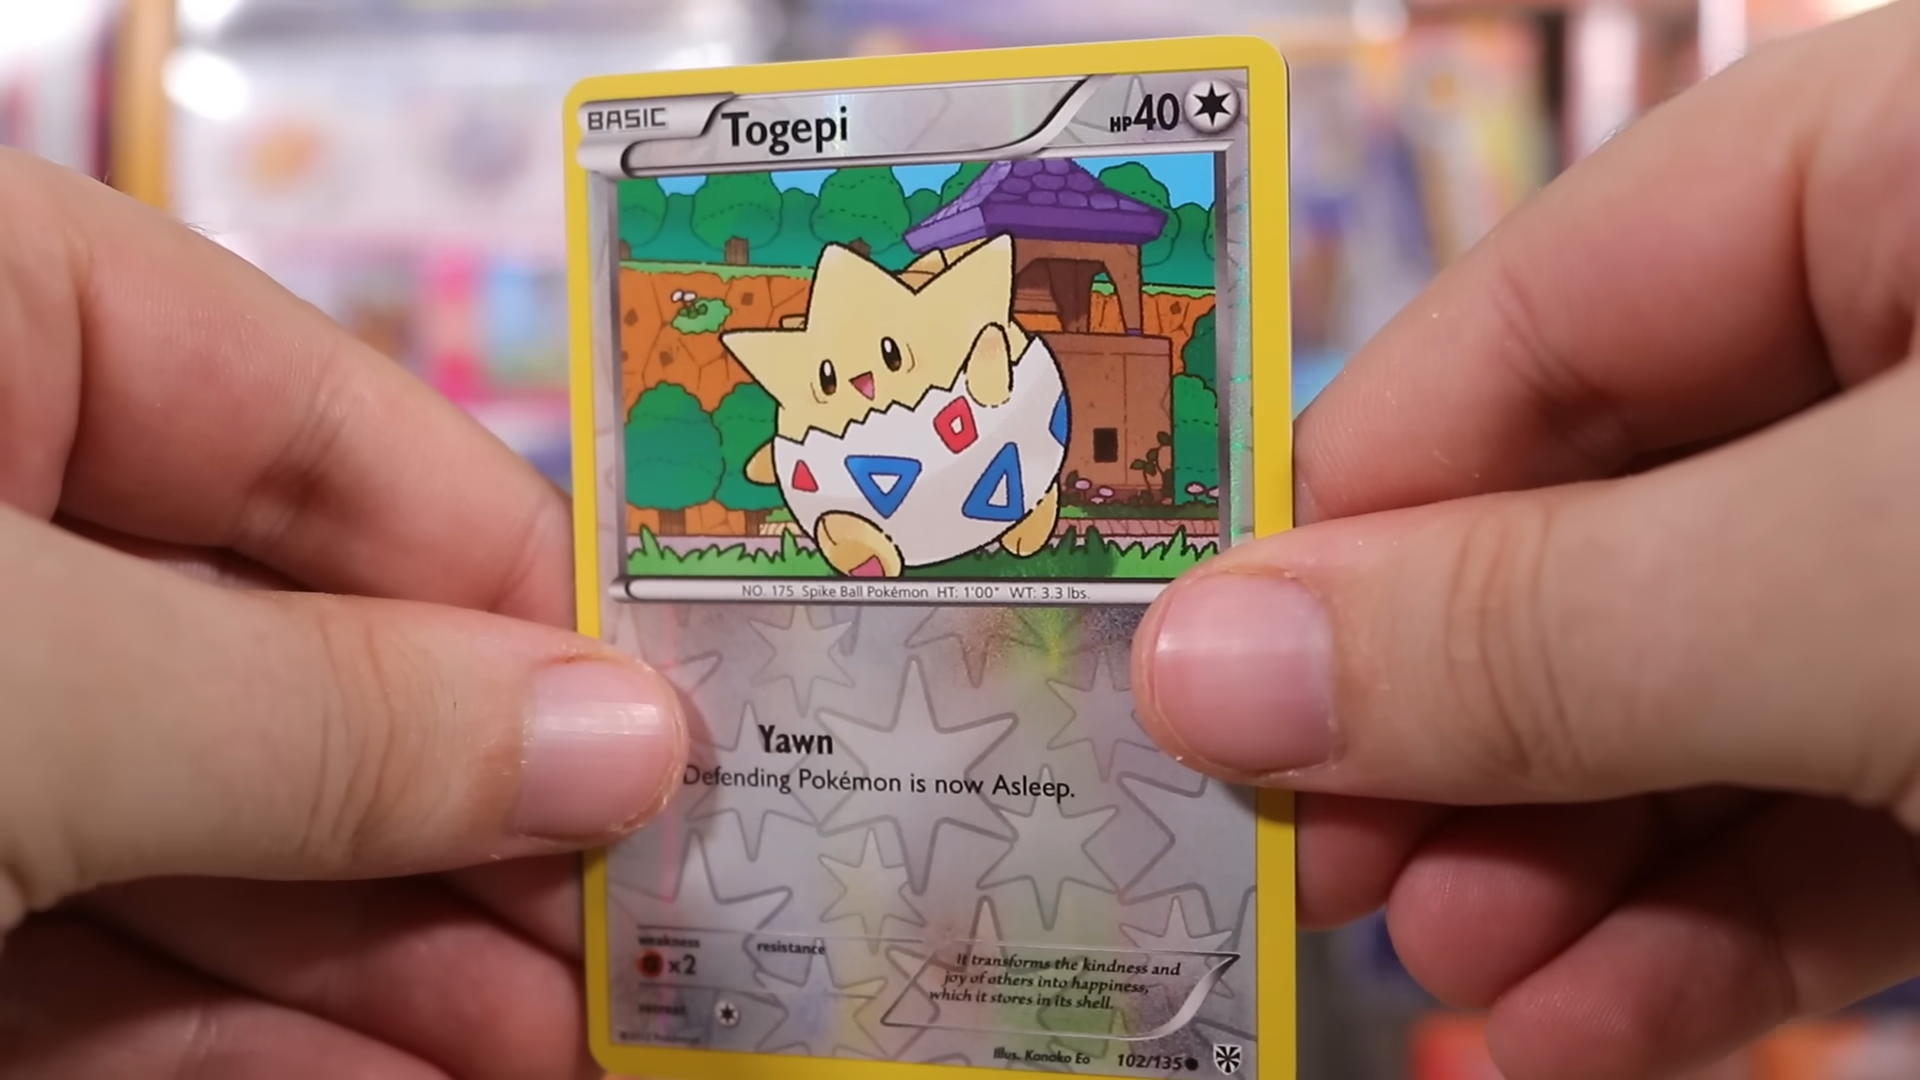 BASIC Togepi HP40
NO. 175 Spike Ball Pokémon HT: 1'00" WT: 3.3 lbs.
Yawn
Defending Pokémon is now Asleep.
weakness resistance
x2
It transforms the kindness and
joy of others into happiness,
which it stores in its shell.
retreat
Illus. Kanako Eo 102/135